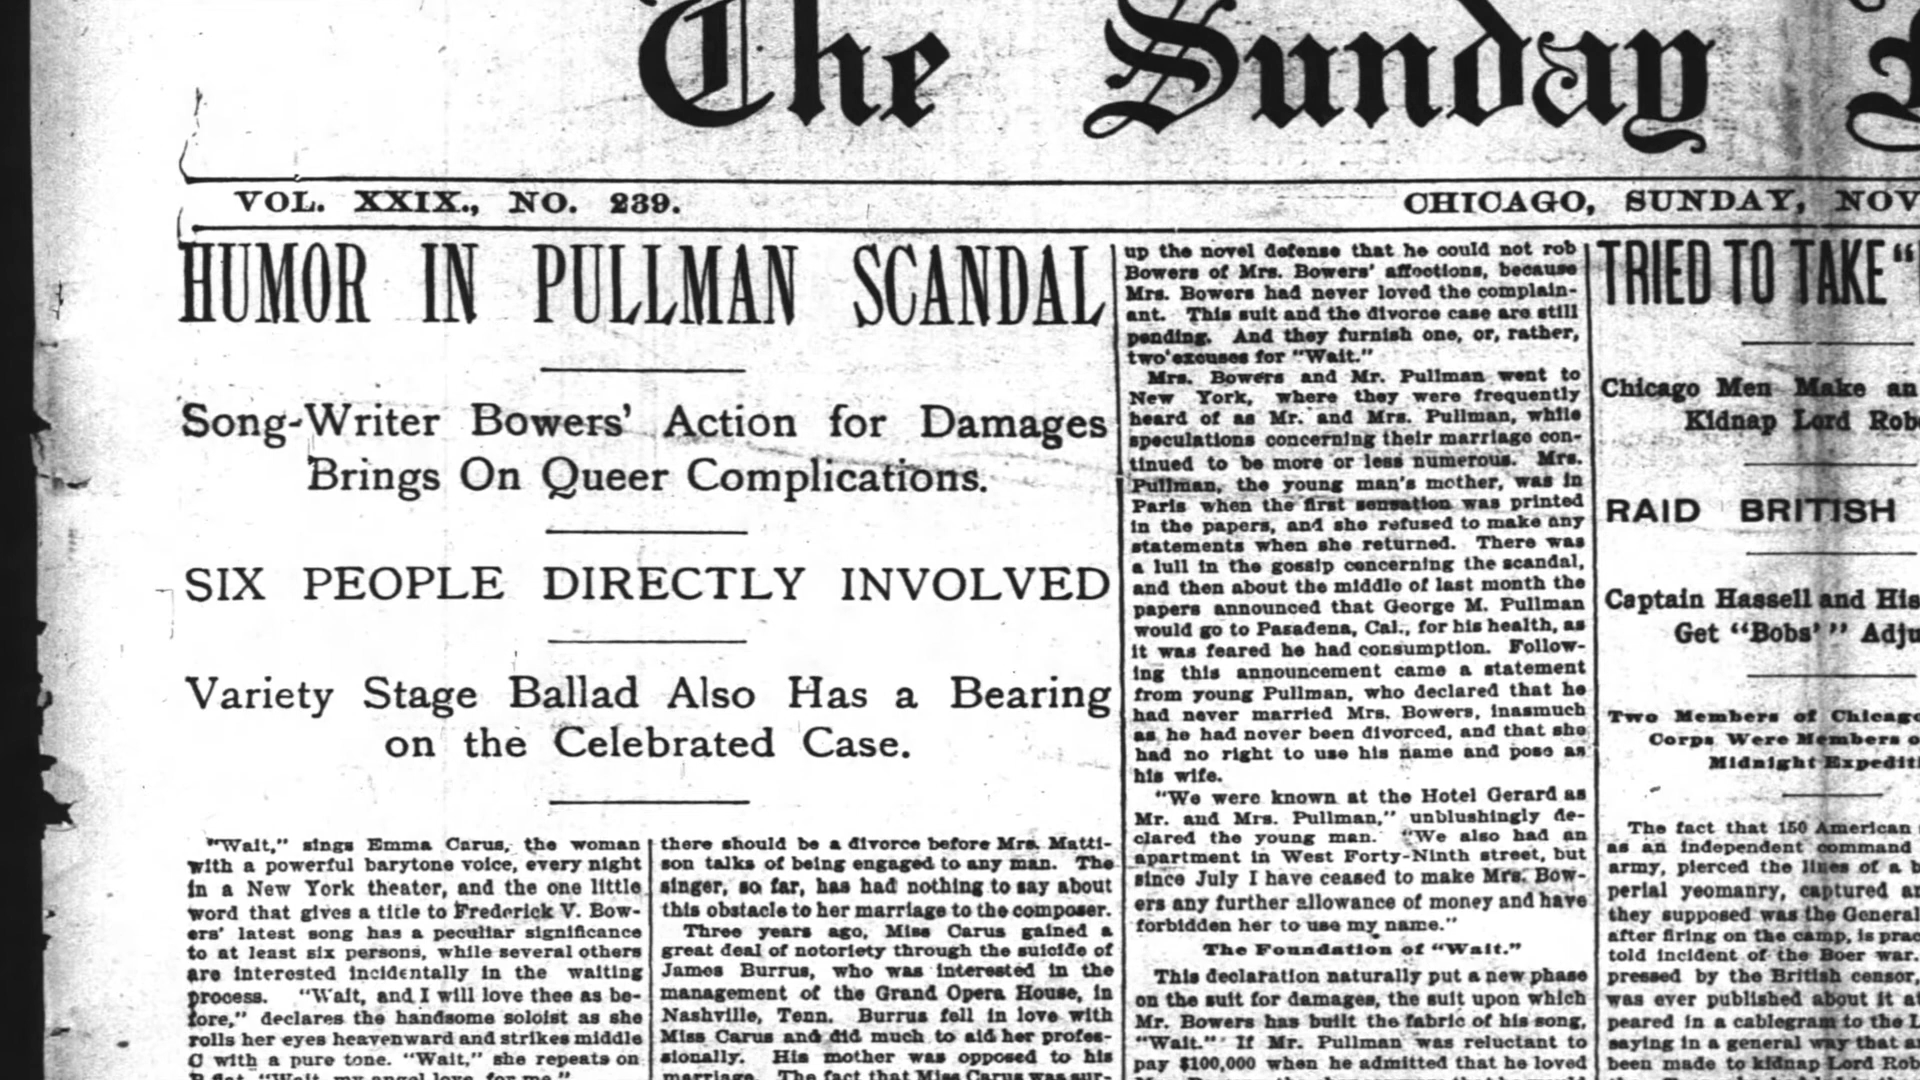 The Sunday
VOL. XXIX., NO. 239.
CHICAGO, SUNDAY, NOV
HUMOR IN PULLMAN SCANDAL
Song-Writer Bowers' Action for Damages
Brings On Queer Complications.
SIX PEOPLE DIRECTLY INVOLVED
Variety Stage Ballad Also Has a Bearing
on the Celebrated Case.
"Wait," sings Emma Carus, the woman
with a powerful barytone voice, every night
in a New York theater, and the one little
word that gives a title to Frederick V. Bow-
ers' latest song has a peculiar significance
to at least six persons, while several others
are interested incidentally in the waiting
process. "Wait, and I will love thee as be-
fore," declares the handsome soloist as she
rolls her eyes heavenward and strikes middle
C with a pure tone. "Wait," she repeats on
B flat. "Wait, my angel love, for me."
there should be a divorce before Mrs. Matti-
son talks of being engaged to any man. The
singer, so far, has had nothing to say about
this obstacle to her marriage to the composer.
Three years ago, Miss Carus gained a
great deal of notoriety through the suicide of
James Burrus, who was interested in the
management of the Grand Opera House, in
Nashville, Tenn. Burrus fell in love with
Miss Carus and did much to aid her profes-
sionally. His mother was opposed to his
marriage. The fact that Miss Carus was sur-
up the novel defense that he could not rob
Bowers of Mrs. Bowers' affections, because
Mrs. Bowers had never loved the complain-
ant. This suit and the divorce case are still
pending. And they furnish one, or, rather,
two excuses for "Wait."
Mrs. Bowers and Mr. Pullman went to
New York, where they were frequently
heard of as Mr. and Mrs. Pullman, while
speculations concerning their marriage con-
tinued to be more or less numerous. Mrs.
Pullman, the young man's mother, was in
Paris when the first sensation was printed
in the papers, and she refused to make any
statements when she returned. There was
a lull in the gossip concerning the scandal,
and then about the middle of last month the
papers announced that George M. Pullman
would go to Pasadena, Cal., for his health, as
it was feared he had consumption. Follow-
ing this announcement came a statement
from young Pullman, who declared that he
had never married Mrs. Bowers, inasmuch
as he had never been divorced, and that she
had no right to use his name and pose as
his wife.
"We were known at the Hotel Gerard as
Mr. and Mrs. Pullman," unblushingly de-
clared the young man. "We also had an
apartment in West Forty-Ninth street, but
since July I have ceased to make Mrs. Bow-
ers any further allowance of money and have
forbidden her to use my name."
The Foundation of "Wait."
This declaration naturally put a new phase
on the suit for damages, the suit upon which
Mr. Bowers has built the fabric of his song,
"Wait." If Mr. Pullman was reluctant to
pay $100,000 when he admitted that he loved
TRIED TO TAKE "
Chicago Men Make an
Kidnap Lord Rob
RAID BRITISH
Captain Hassell and His
Get "Bobs'" Adju
Two Members of Chicago
Corps Were Members o
Midnight Expediti
The fact that 150 American
as an independent command
army, pierced the lines of a b
perial yeomanry, captured an
they supposed was the General
after firing on the camp, is prac
told incident of the Boer war.
pressed by the British censor,
was ever published about it at
peared in a cablegram to the L
saying in a general way that an
been made to kidnap Lord Rob